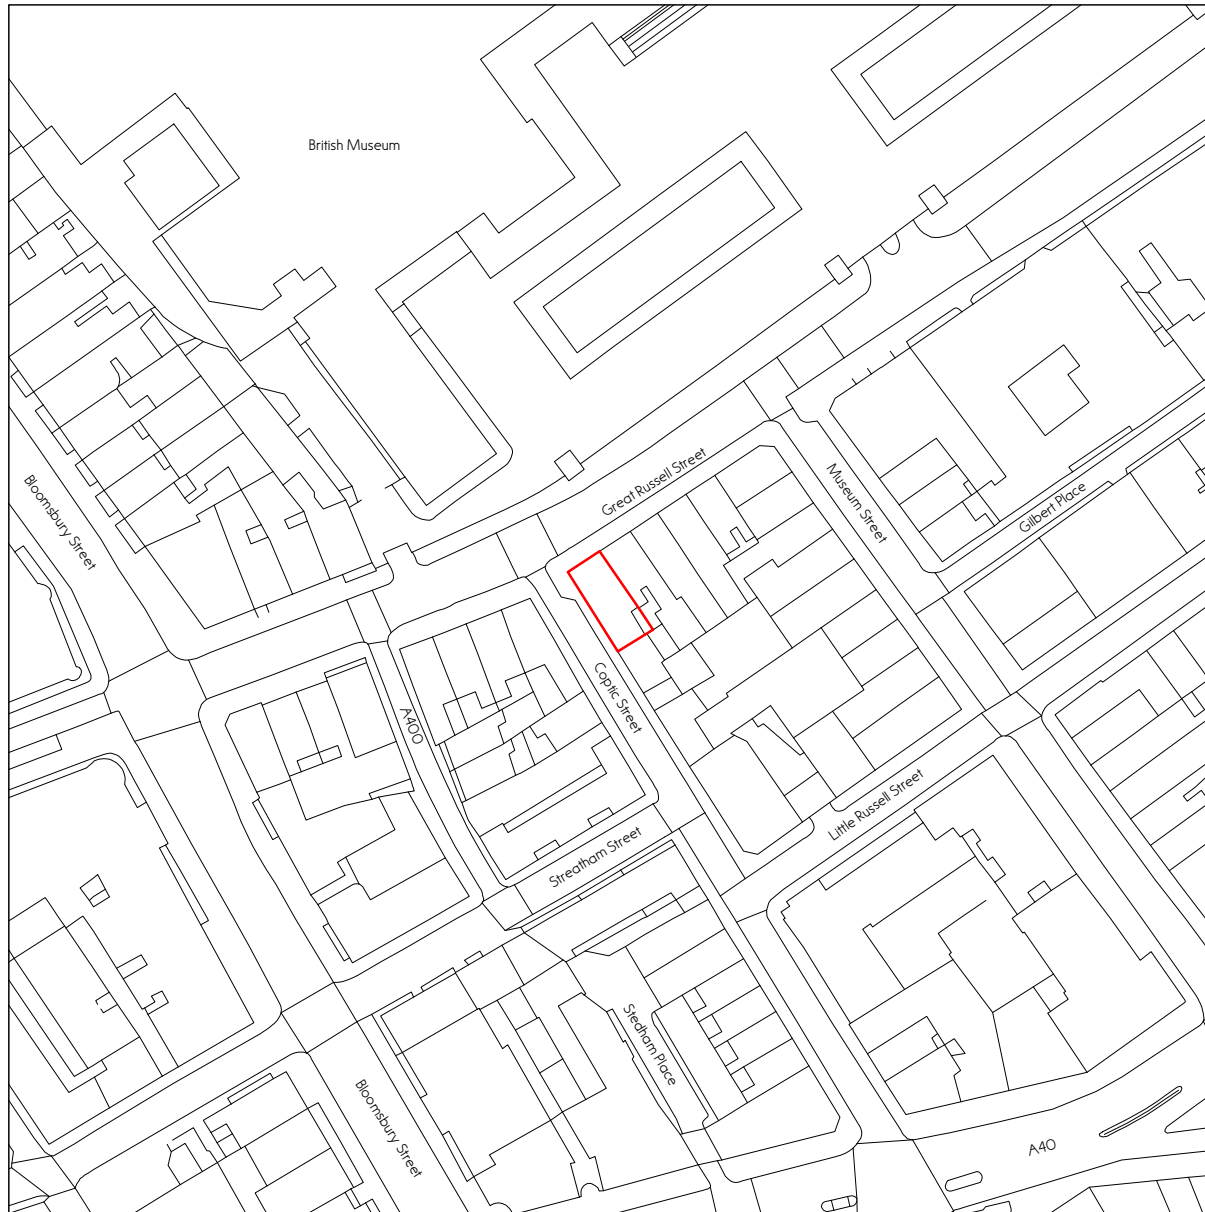 British Museum
Great Russell Street
Museum Street
Gilbert Place
Bloomsbury Street
Coptic Street
A400
Little Russell Street
Streatham Street
Stedham Place
Bloomsbury Street
A40